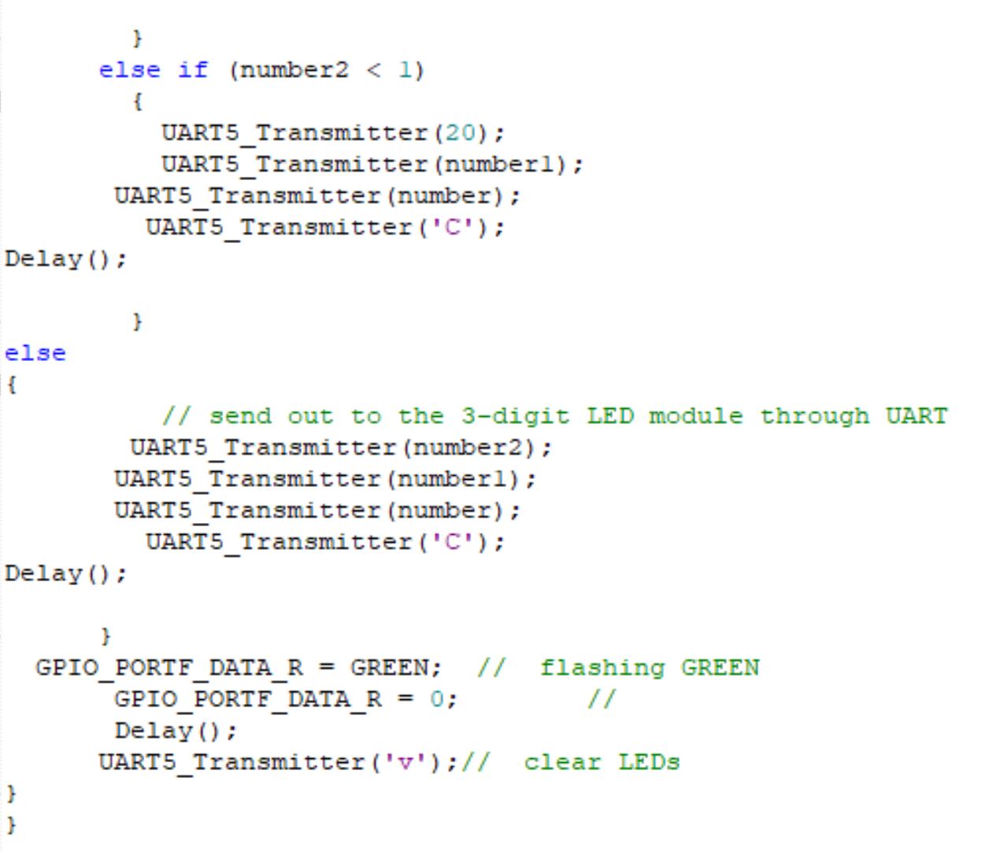 }
else if (number2 < 1)
{
UART5_Transmitter(20);
UART5_Transmitter(number1);
UART5_Transmitter(number);
UART5_Transmitter('C');
Delay();
}
else
{
// send out to the 3-digit LED module through UART
UART5_Transmitter(number2);
UART5_Transmitter(number1);
UART5_Transmitter(number);
UART5_Transmitter('C');
Delay();
}
GPIO_PORTF_DATA_R = GREEN; // flashing GREEN
GPIO_PORTF_DATA_R = 0; //
Delay();
UART5_Transmitter('v');// clear LEDs
}
}